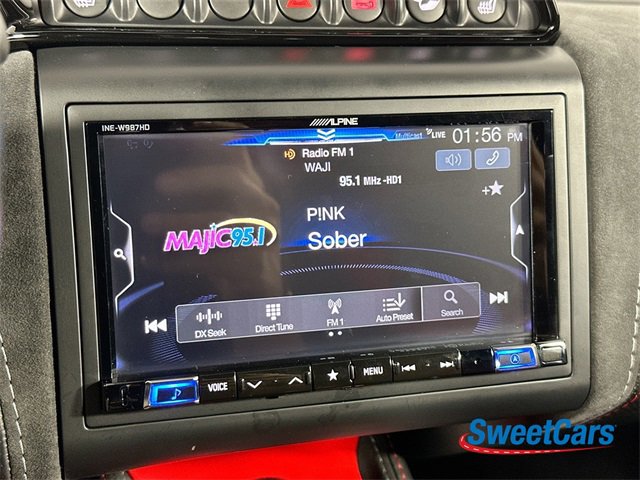 INE-W987HD
ALPINE
Multicast
LIVE
01:56 PM
HD Radio FM 1
WAJI
95.1 MHz -HD1
+★
MAJIC95.1
P!NK
Sober
DX Seek
Direct Tune
FM 1
Auto Preset
Search
VOICE
MENU
A
SweetCars